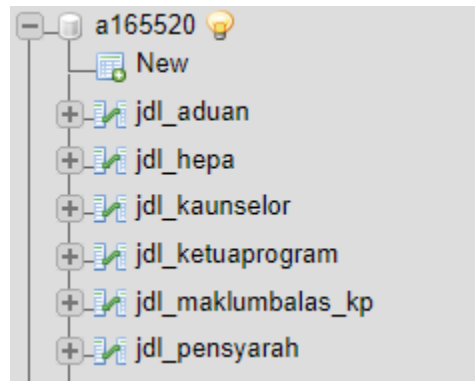 a165520
New
jdl_aduan
jdl_hepa
jdl_kaunselor
jdl_ketuaprogram
jdl_maklumbalas_kp
jdl_pensyarah